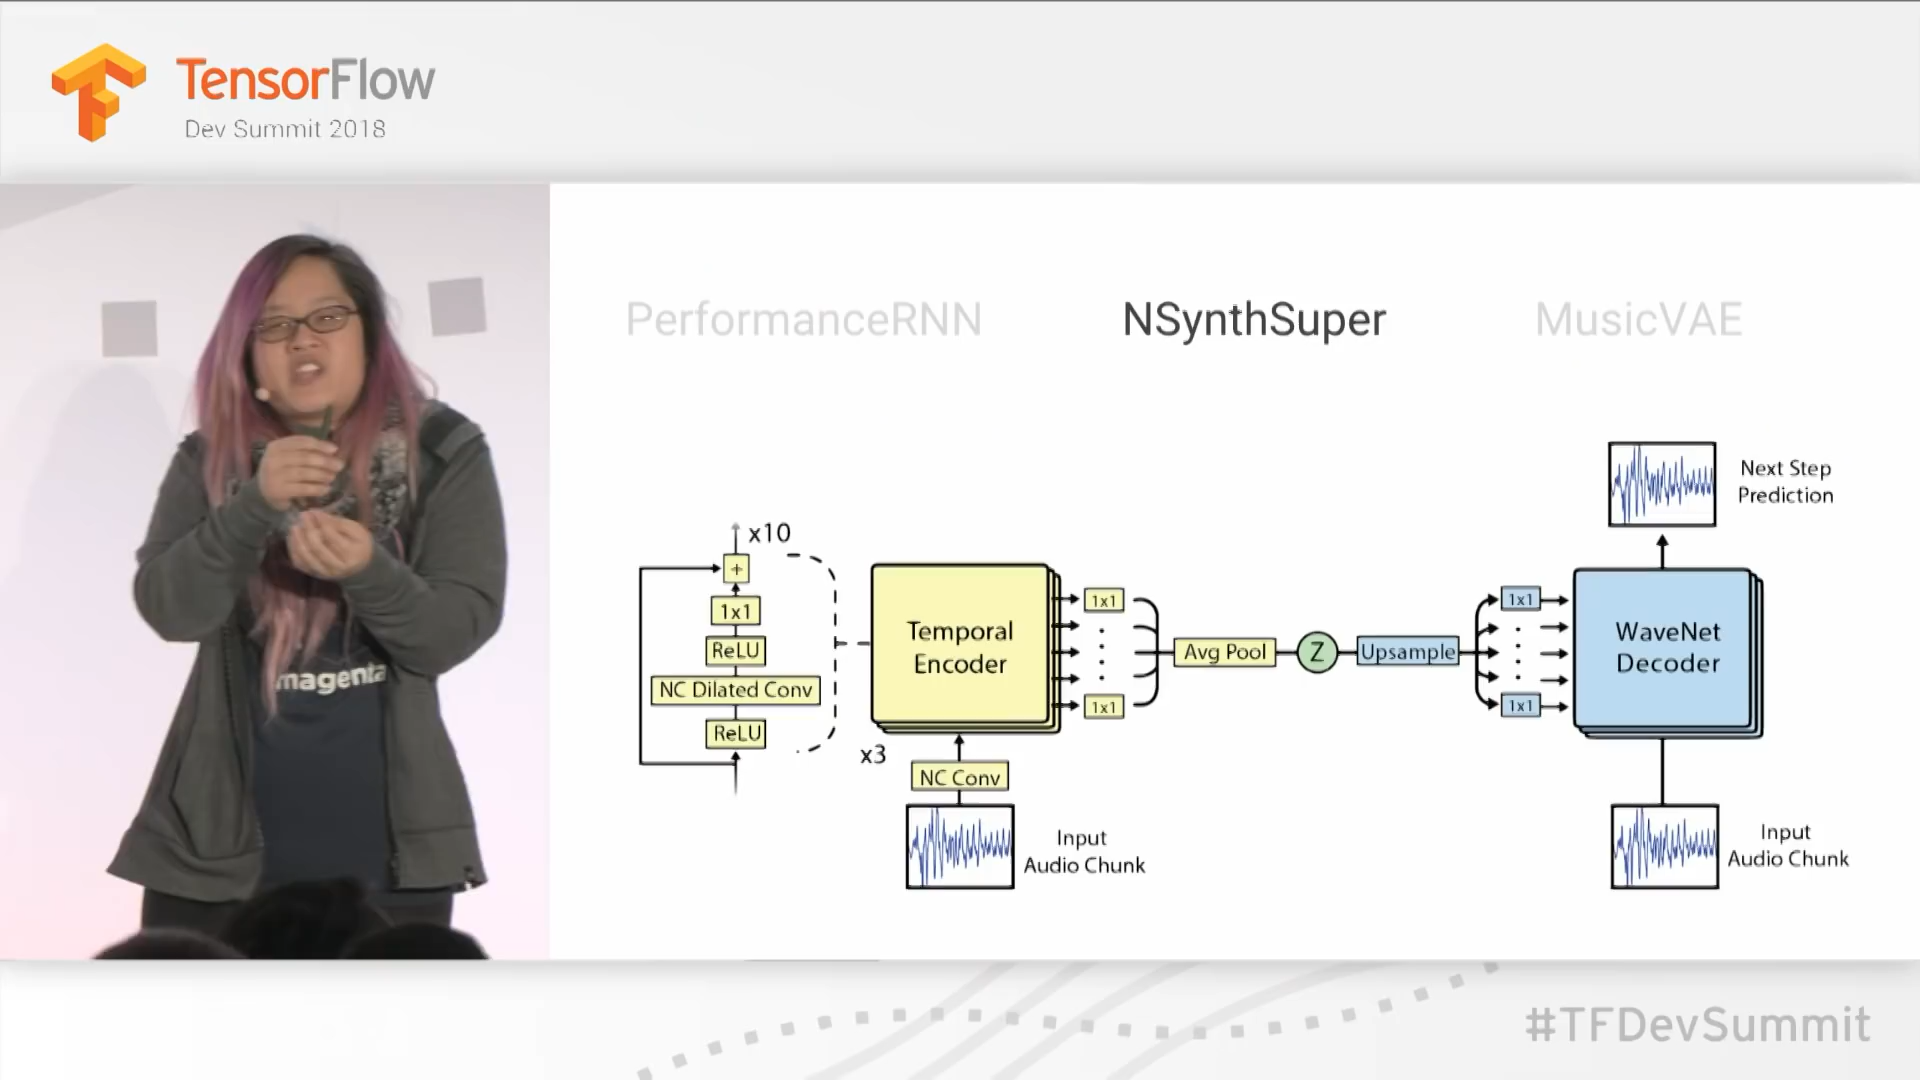 TensorFlow
Dev Summit 2018
PerformanceRNN
NSynthSuper
MusicVAE
x10
+
1x1
ReLU
NC Dilated Conv
ReLU
Temporal
Encoder
x3
NC Conv
Input
Audio Chunk
1x1
1x1
Avg Pool
Z
Upsample
1x1
1x1
WaveNet
Decoder
Next Step
Prediction
Input
Audio Chunk
magenta
#TFDevSummit